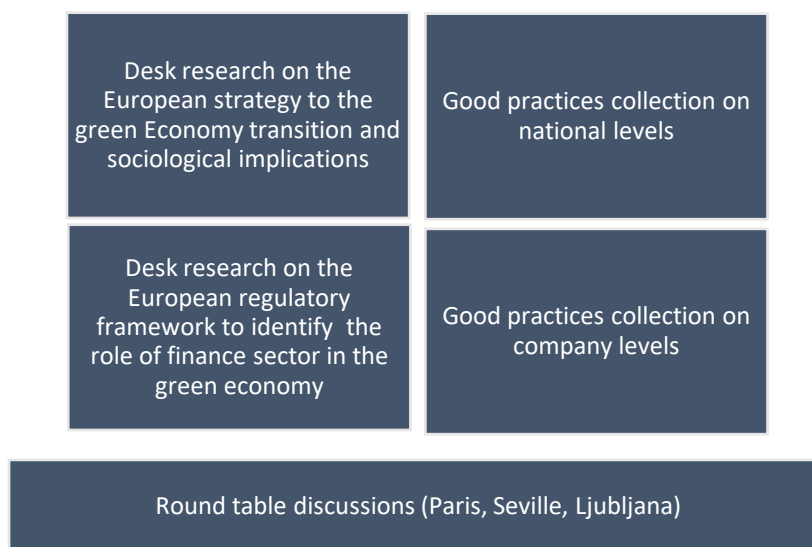 Desk research on the
European strategy to the
green Economy transition and
sociological implications
Good practices collection on
national levels
Desk research on the
European regulatory
framework to identify  the
role of finance sector in the
green economy
Good practices collection on
company levels
Round table discussions (Paris, Seville, Ljubljana)